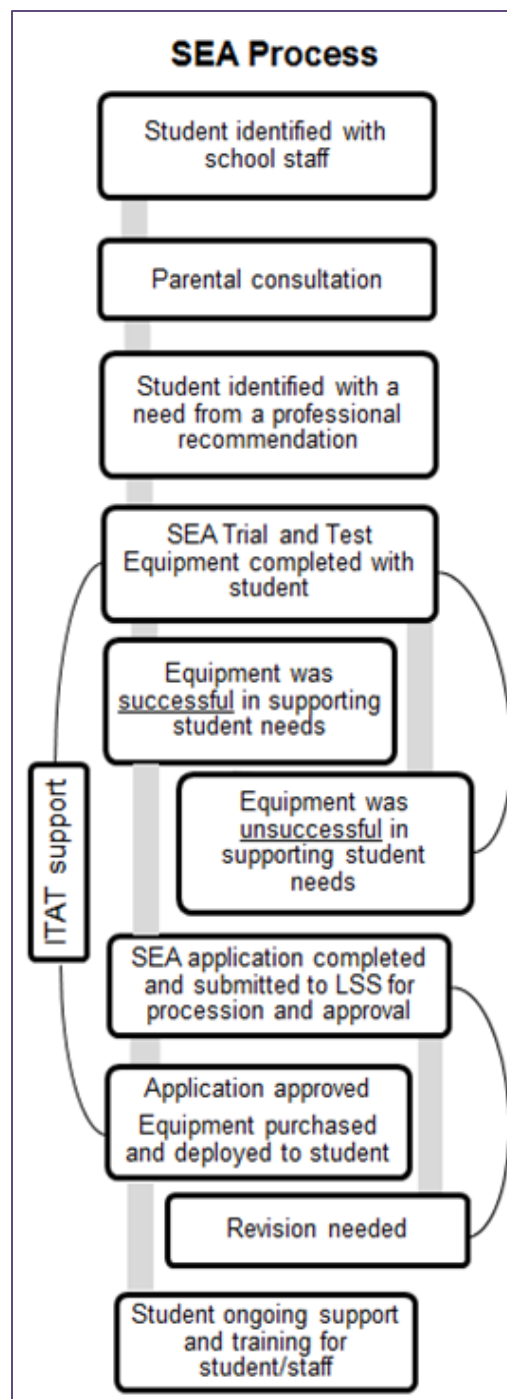 SEA Process
Student identified with
school staff
Parental consultation
Student identified with a
need from a professional
recommendation
SEA Trial and Test
Equipment completed with
student
Equipment was
successful in supporting
student needs
Equipment was
unsuccessful in
supporting student
needs
ITAT support
SEA application completed
and submitted to LSS for
procession and approval
Application approved
Equipment purchased
and deployed to student
Revision needed
Student ongoing support
and training for
student/staff